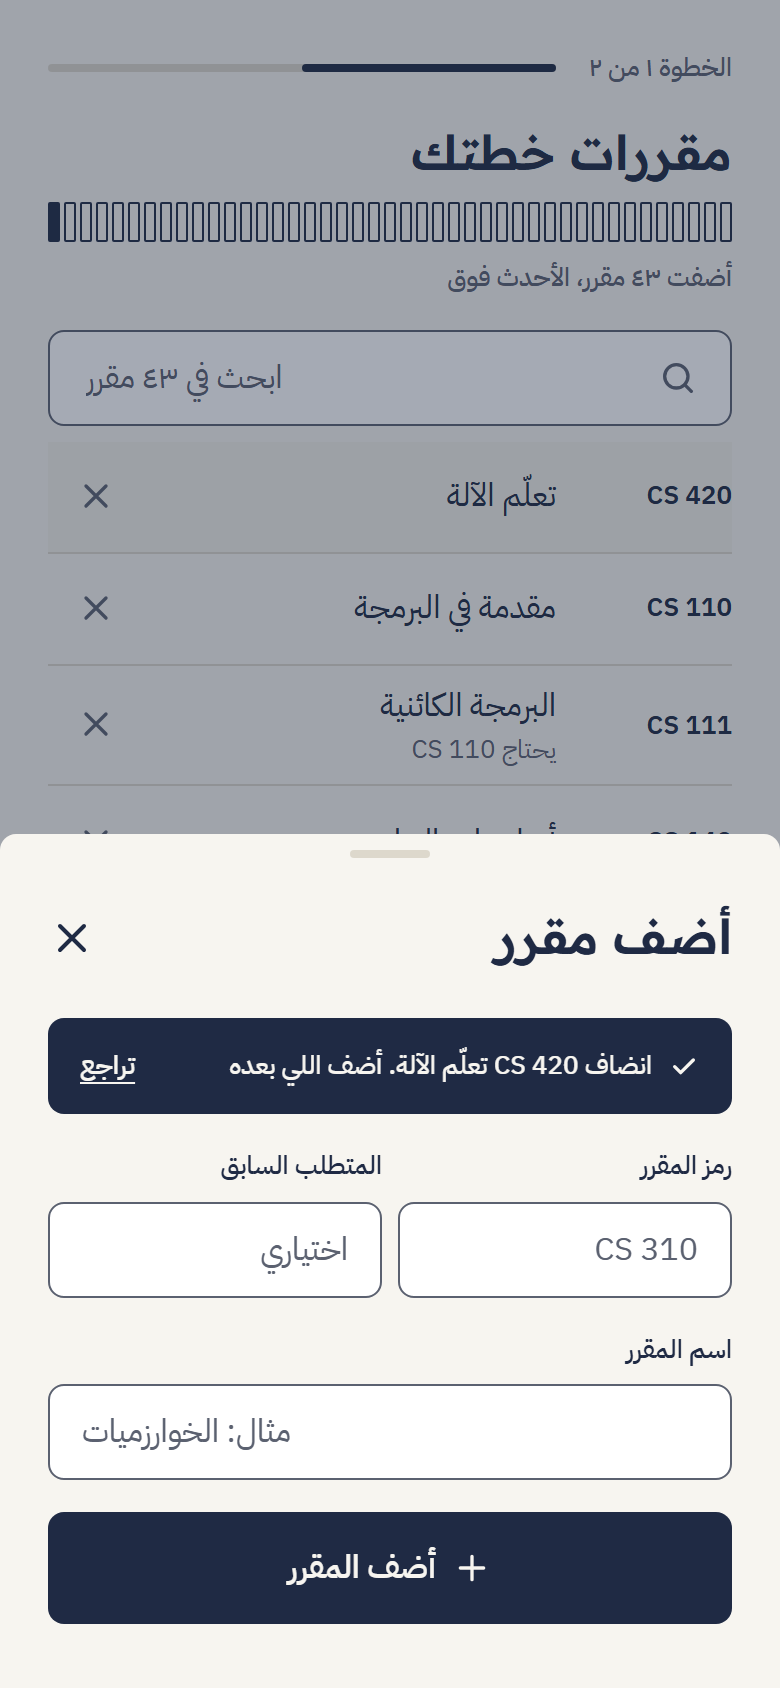 الخطوة ١ من ٢
مقررات خطتك
أضفت ٤٣ مقرر، الأحدث فوق
ابحث في ٤٣ مقرر
CS 420 تعلّم الآلة
CS 110 مقدمة في البرمجة
CS 111 البرمجة الكائنية
يحتاج CS 110
أضف مقرر
انضاف CS 420 تعلّم الآلة. أضف اللي بعده تراجع
رمز المقرر المتطلب السابق
CS 310 اختياري
اسم المقرر
مثال: الخوارزميات
أضف المقرر